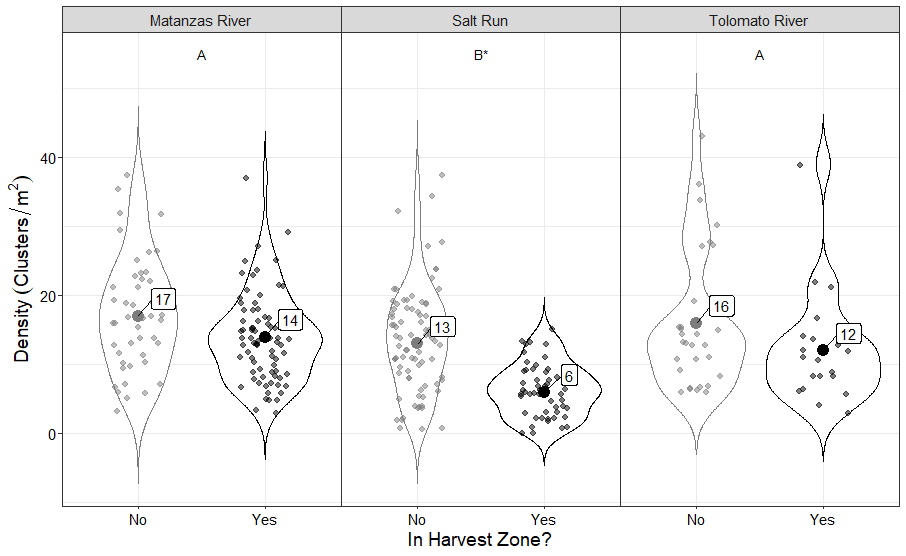 Matanzas River
Salt Run
Tolomato River
A
B*
A
Density (Clusters/m²)
40
20
0
17
14
13
6
16
12
No
Yes
No
Yes
No
Yes
In Harvest Zone?